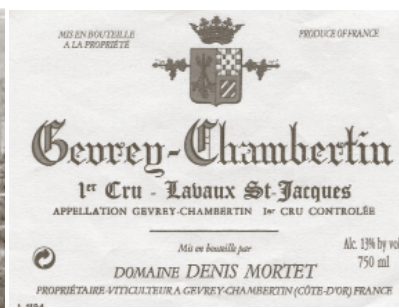 MIS EN BOUTEILLE
A LA PROPRIÉTÉ
PRODUCE OF FRANCE
Gevrey-Chambertin
1er Cru - Lavaux St-Jacques
APPELLATION GEVREY-CHAMBERTIN 1er CRU CONTROLÉE
Mis en bouteille par
Alc. 13% by vol
750 ml
DOMAINE DENIS MORTET
PROPRIÉTAIRE-VITICULTEUR A GEVREY-CHAMBERTIN (CÔTE-D'OR) FRANCE